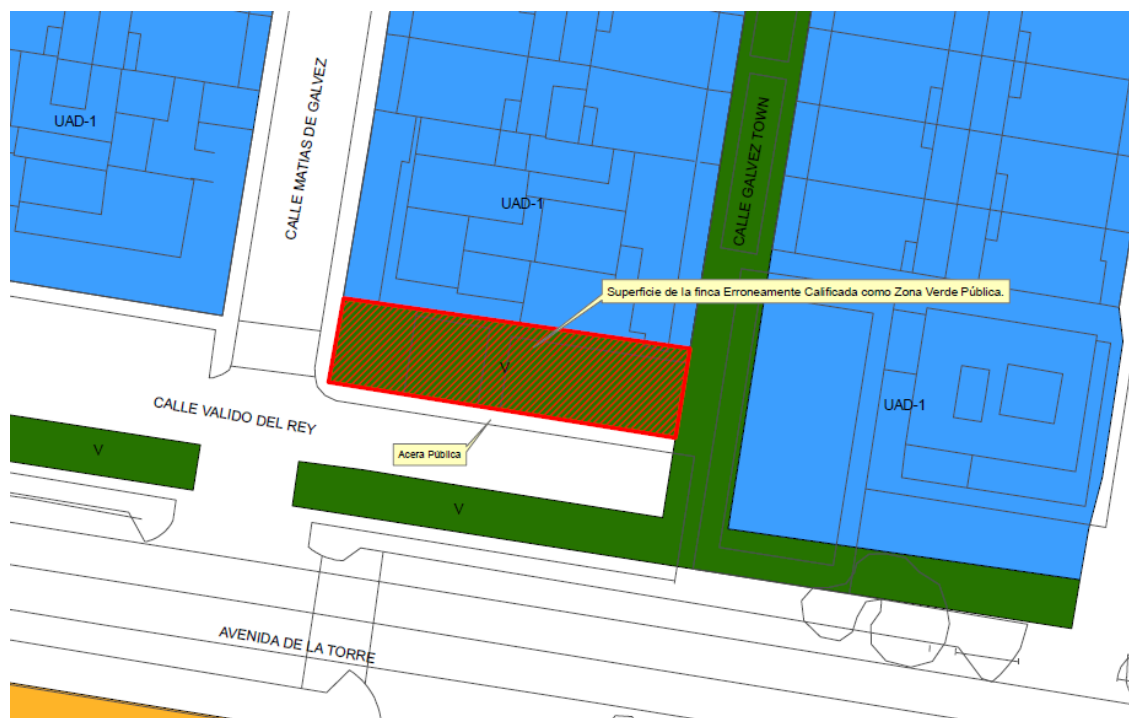 UAD-1
CALLE MATIAS DE GALVEZ
UAD-1
CALLE GALVEZ TOWN
Superficie de la finca Erroneamente Calificada como Zona Verde Pública.
V
CALLE VALIDO DEL REY
UAD-1
Acera Pública
V
V
AVENIDA DE LA TORRE